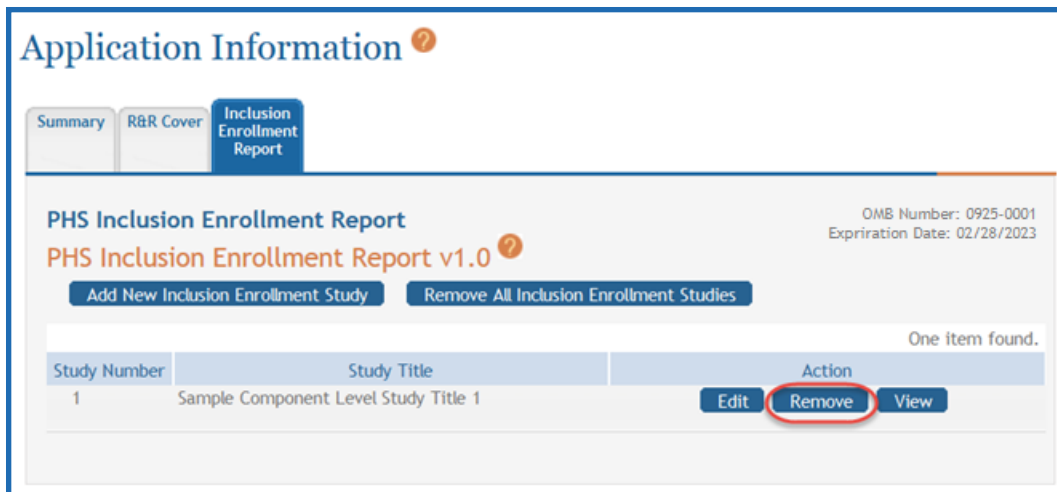 Application Information ?
Summary
R&R Cover
Inclusion
Enrollment
Report
PHS Inclusion Enrollment Report
OMB Number: 0925-0001
Expriration Date: 02/28/2023
PHS Inclusion Enrollment Report v1.0 ?
Add New Inclusion Enrollment Study
Remove All Inclusion Enrollment Studies
One item found.
Study Number Study Title Action
1 Sample Component Level Study Title 1 Edit Remove View